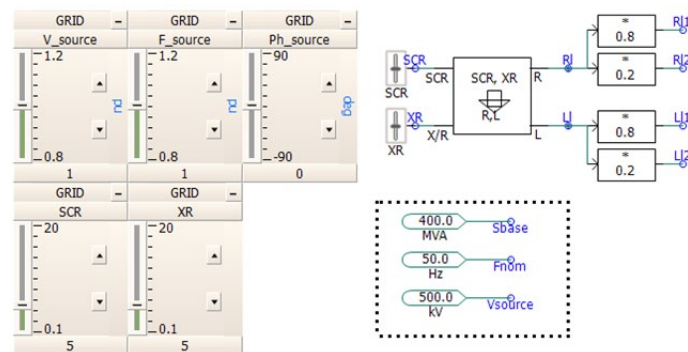 GRID −
V_source
1.2
pu
0.8
1
GRID −
F_source
1.2
pu
0.8
1
GRID −
Ph_source
90
deg
-90
0
GRID −
SCR
20
0.1
5
GRID −
XR
20
0.1
5
SCR
SCR
SCR
XR
X/R
XR
SCR, XR
R,L
R
L
Rl
Ll
*
0.8
Rl1
*
0.2
Rl2
*
0.8
Ll1
*
0.2
Ll2
400.0
MVA
Sbase
50.0
Hz
Fnom
500.0
kV
Vsource